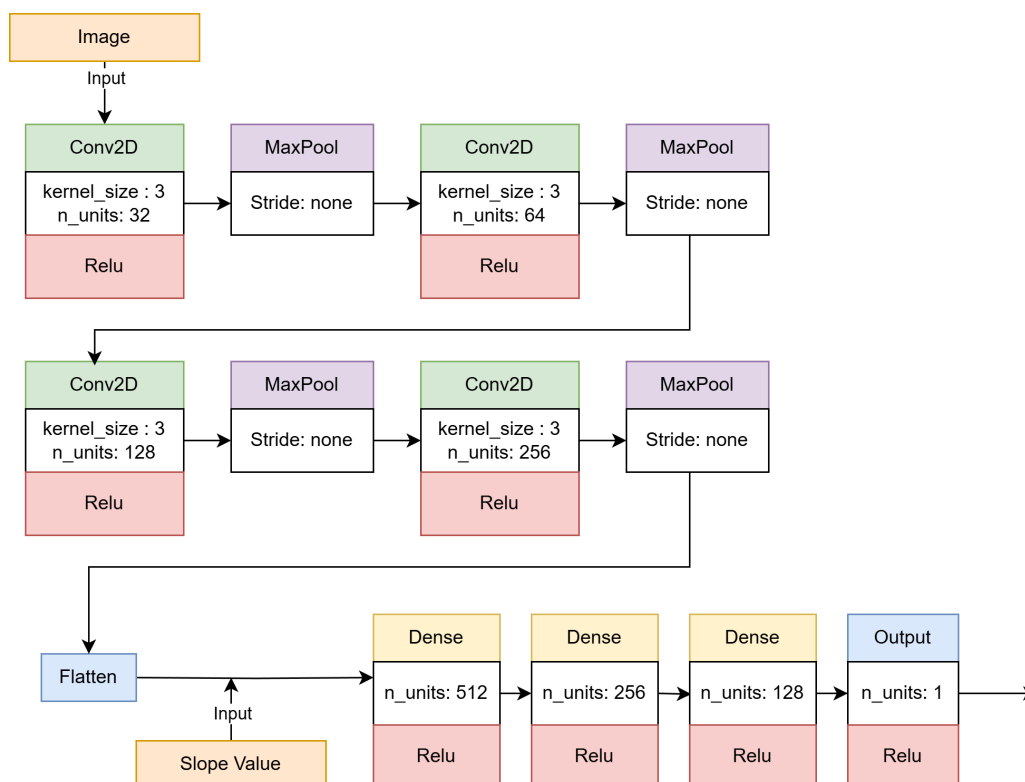 Image
Input
Conv2D
kernel_size : 3
n_units: 32
Relu
MaxPool
Stride: none
Conv2D
kernel_size : 3
n_units: 64
Relu
MaxPool
Stride: none
Conv2D
kernel_size : 3
n_units: 128
Relu
MaxPool
Stride: none
Conv2D
kernel_size : 3
n_units: 256
Relu
MaxPool
Stride: none
Flatten
Input
Slope Value
Dense
n_units: 512
Relu
Dense
n_units: 256
Relu
Dense
n_units: 128
Relu
Output
n_units: 1
Relu